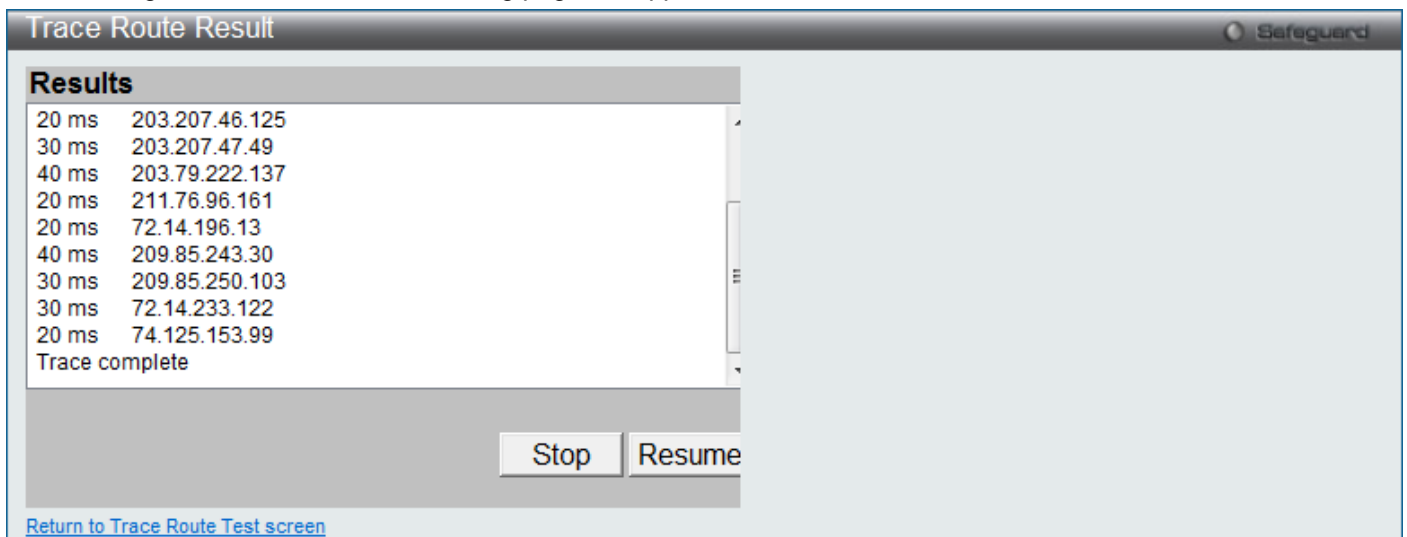 Trace Route Result
Safeguard
Results
20 ms 203.207.46.125
30 ms 203.207.47.49
40 ms 203.79.222.137
20 ms 211.76.96.161
20 ms 72.14.196.13
40 ms 209.85.243.30
30 ms 209.85.250.103
30 ms 72.14.233.122
20 ms 74.125.153.99
Trace complete
Stop Resume
Return to Trace Route Test screen